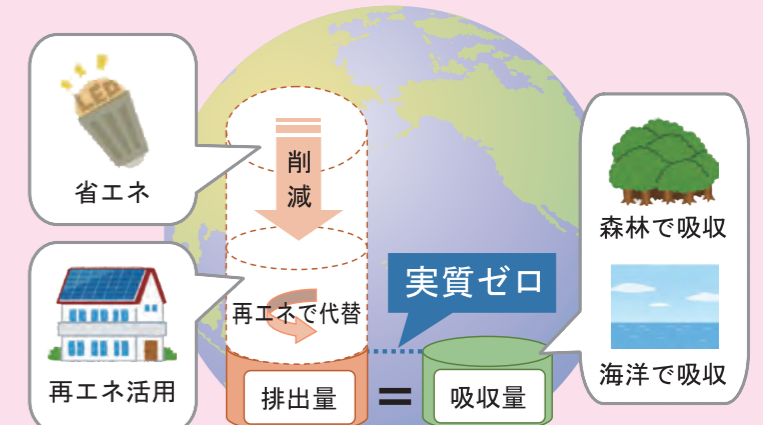 LED
省エネ
削減
再エネで代替
再エネ活用
実質ゼロ
排出量
=
吸収量
森林で吸収
海洋で吸収